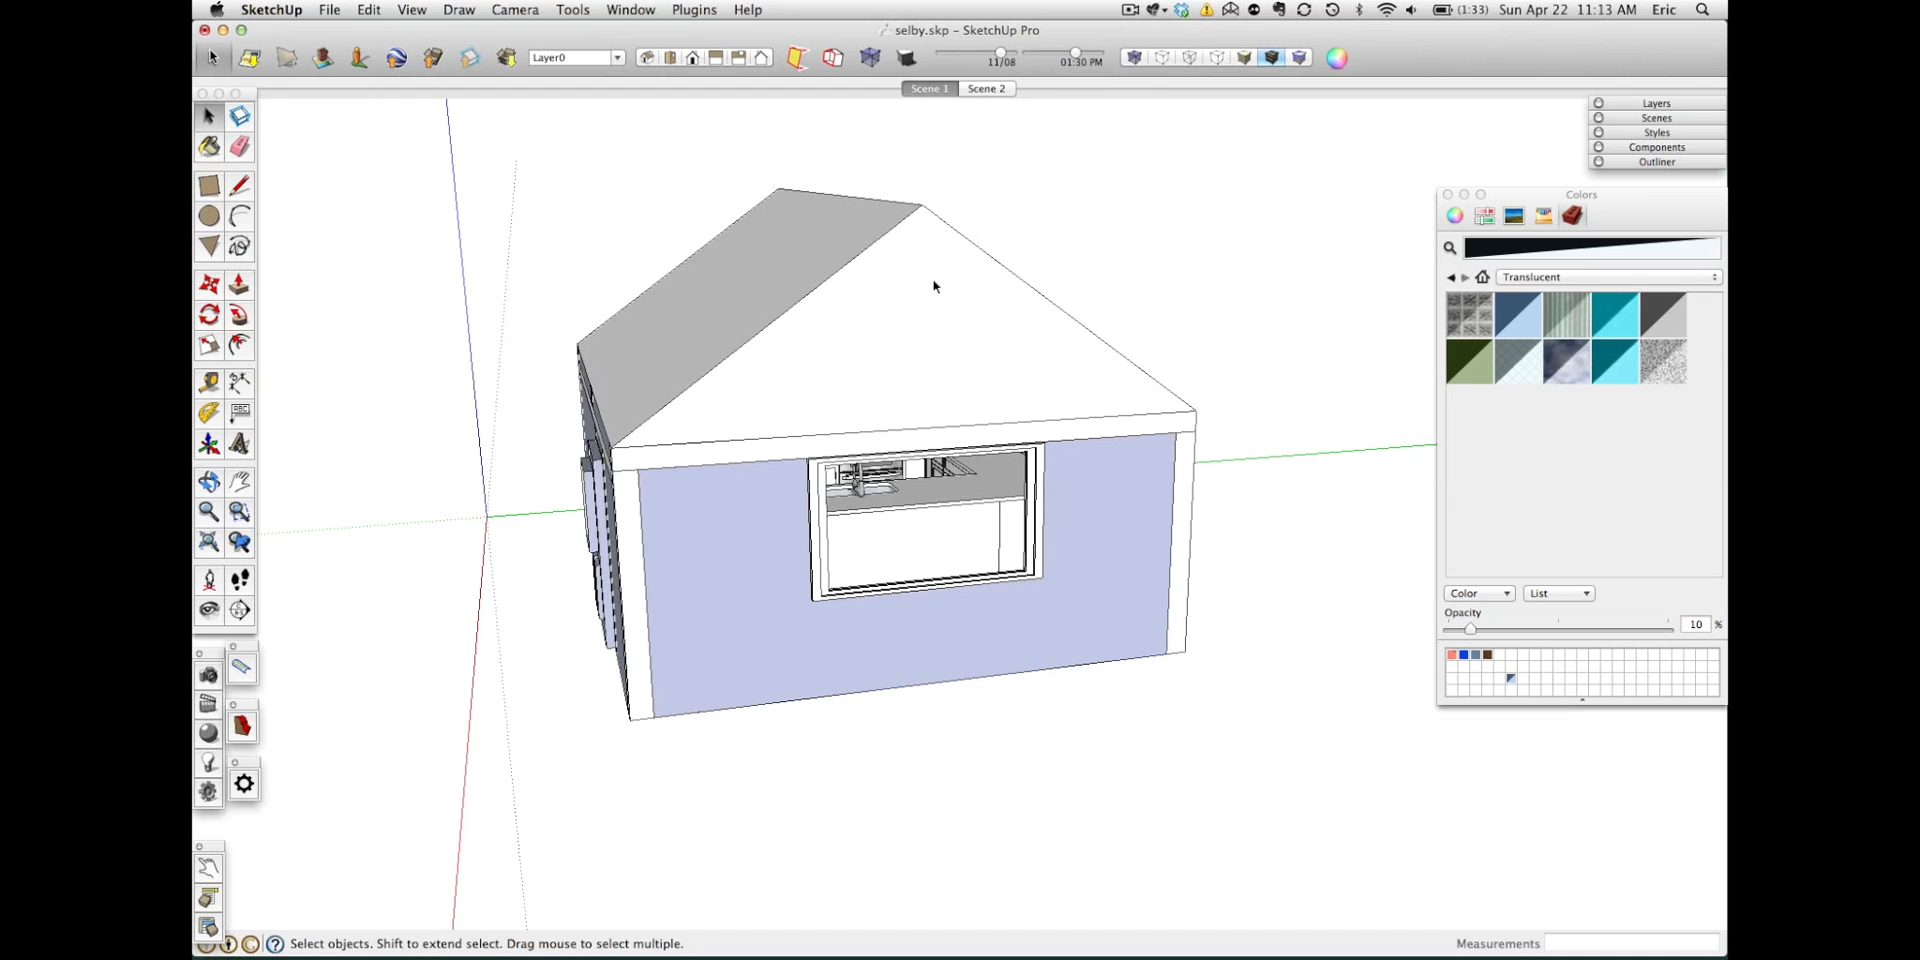 SketchUp File Edit View Draw Camera Tools Window Plugins Help
(1:33) Sun Apr 22 11:13 AM Eric
selby.skp – SketchUp Pro
Layer0
11/08 01:30 PM
Scene 1 Scene 2
Layers
Scenes
Styles
Components
Outliner
Colors
Translucent
ABC
Color List
Opacity
10 %
Select objects. Shift to extend select. Drag mouse to select multiple.
Measurements